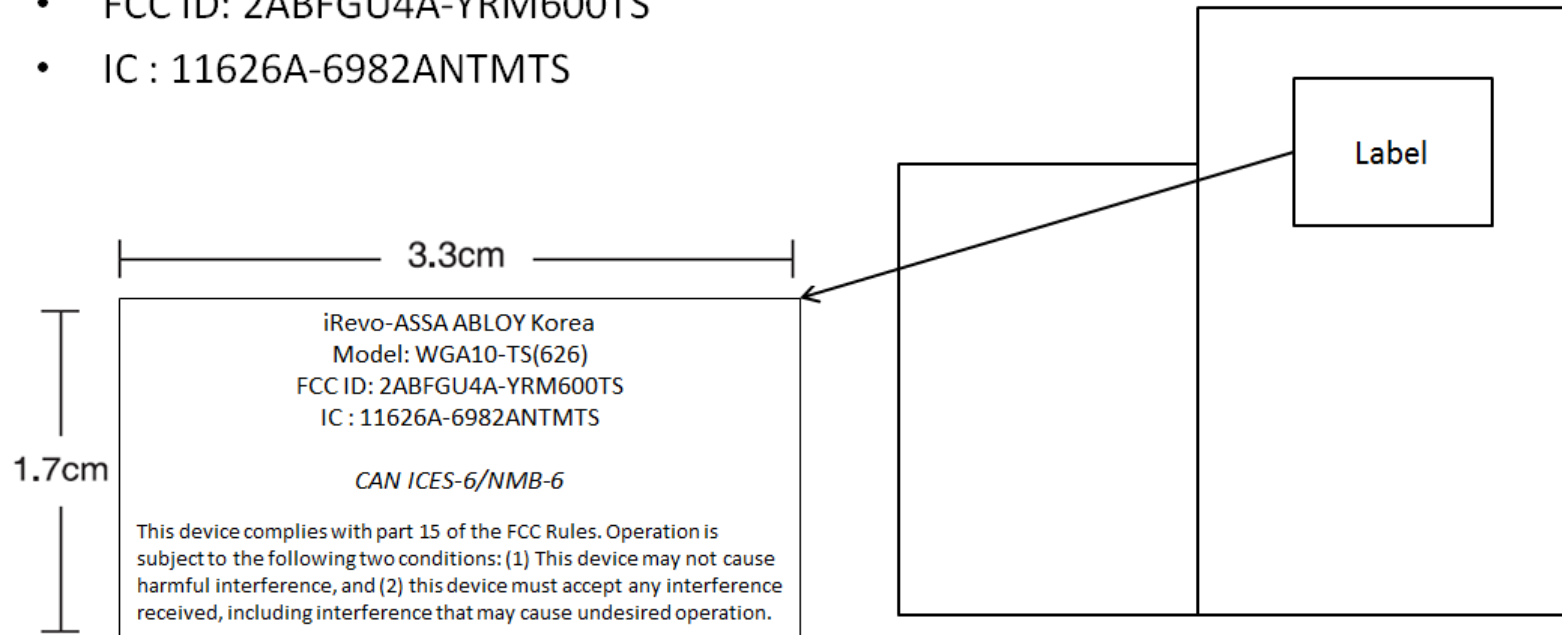 • FCC ID: 2ABFGU4A-YRM600TS
• IC : 11626A-6982ANTMTS
Label
3.3cm
1.7cm
iRevo-ASSA ABLOY Korea
Model: WGA10-TS(626)
FCC ID: 2ABFGU4A-YRM600TS
IC : 11626A-6982ANTMTS
CAN ICES-6/NMB-6
This device complies with part 15 of the FCC Rules. Operation is
subject to the following two conditions: (1) This device may not cause
harmful interference, and (2) this device must accept any interference
received, including interference that may cause undesired operation.